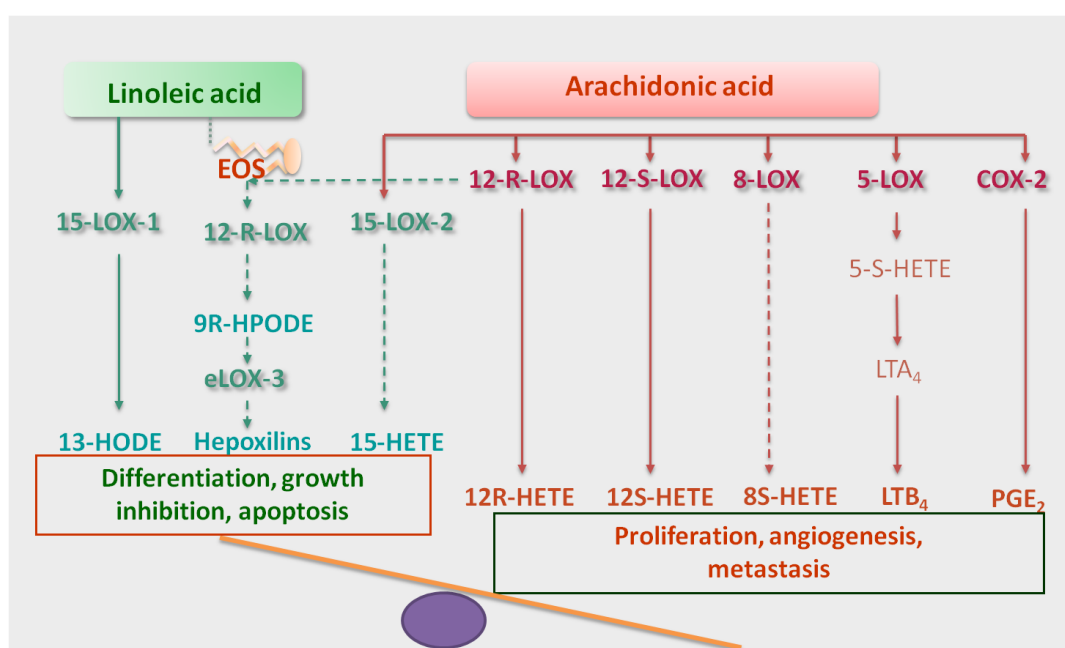 Linoleic acid
Arachidonic acid
EOS
12-R-LOX
12-S-LOX
8-LOX
5-LOX
COX-2
15-LOX-1
12-R-LOX
15-LOX-2
5-S-HETE
9R-HPODE
LTA₄
eLOX-3
13-HODE
Hepoxilins
15-HETE
12R-HETE
12S-HETE
8S-HETE
LTB₄
PGE₂
Differentiation, growth
inhibition, apoptosis
Proliferation, angiogenesis,
metastasis